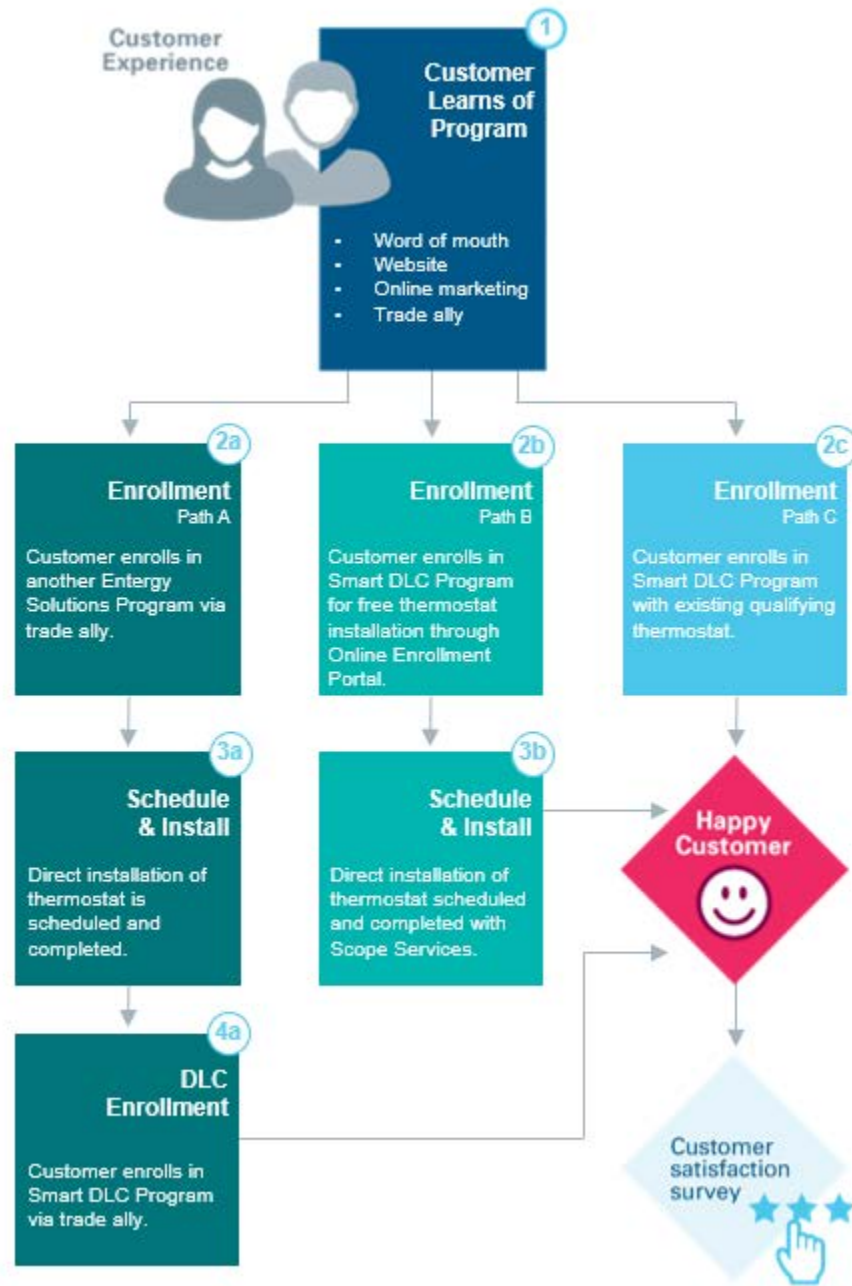 Customer
Experience
1
Customer
Learns of
Program
- Word of mouth
- Website
- Online marketing
- Trade ally
2a
Enrollment
Path A
Customer enrolls in
another Entergy
Solutions Program via
trade ally.
2b
Enrollment
Path B
Customer enrolls in
Smart DLC Program
for free thermostat
installation through
Online Enrollment
Portal.
2c
Enrollment
Path C
Customer enrolls in
Smart DLC Program
with existing qualifying
thermostat.
3a
Schedule
& Install
Direct installation of
thermostat is
scheduled and
completed.
3b
Schedule
& Install
Direct installation of
thermostat scheduled
and completed with
Scope Services.
Happy
Customer
4a
DLC
Enrollment
Customer enrolls in
Smart DLC Program
via trade ally.
Customer
satisfaction
survey